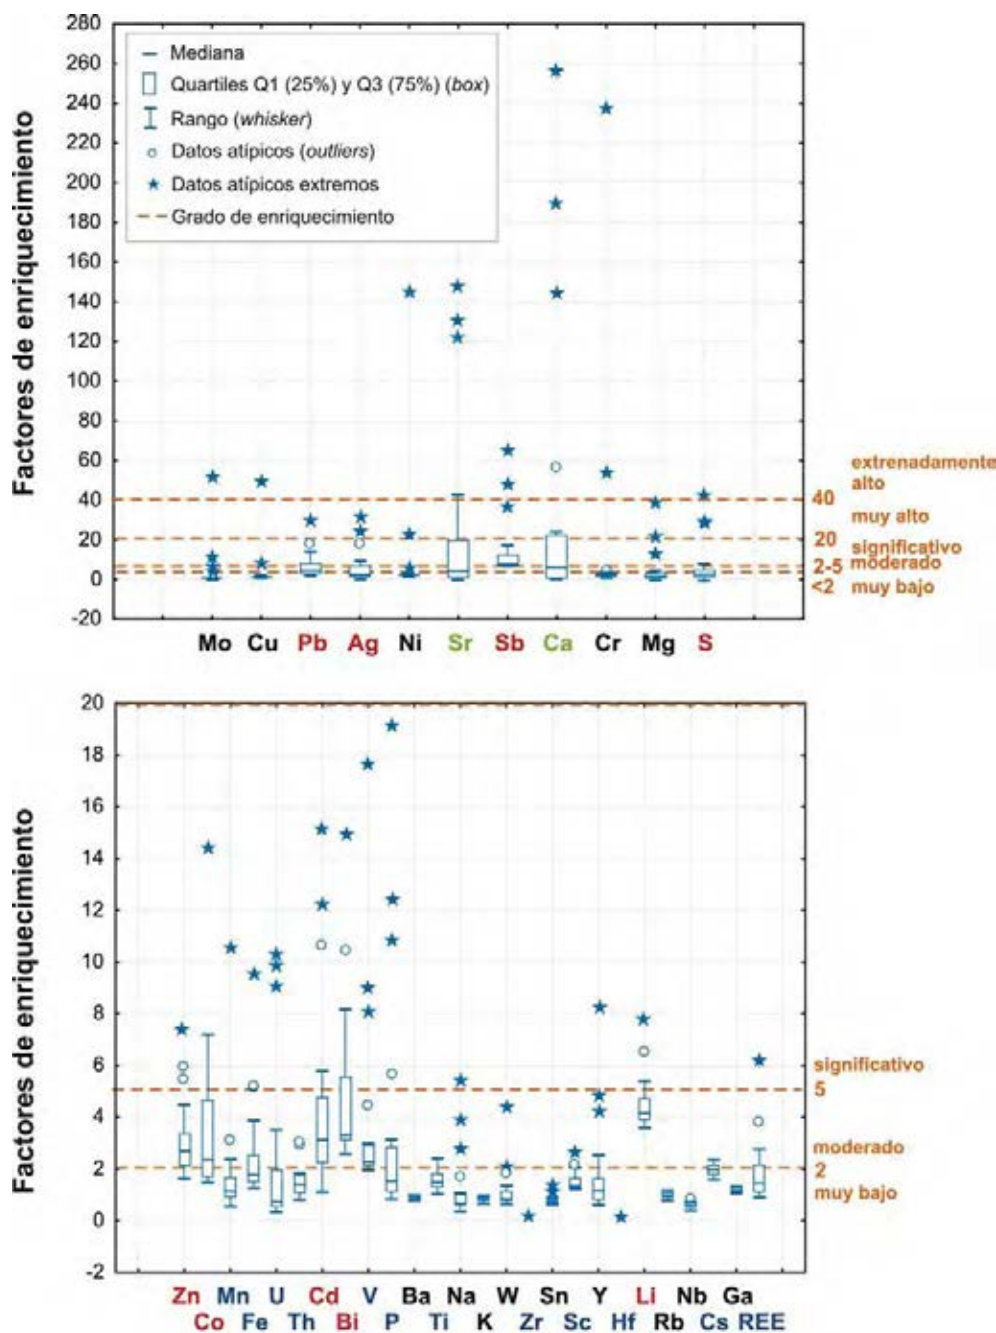 280
260
240
220
200
180
160
140
120
100
80
60
40
20
0
-20
Factores de enriquecimiento
Mediana
Quartiles Q1 (25%) y Q3 (75%) (box)
Rango (whisker)
Datos atípicos (outliers)
Datos atípicos extremos
Grado de enriquecimiento
extrenadamente
alto
40
muy alto
20
significativo
2-5 moderado
<2 muy bajo
Mo Cu Pb Ag Ni Sr Sb Ca Cr Mg S
20
18
16
14
12
10
8
6
4
2
0
-2
Factores de enriquecimiento
significativo
5
moderado
2
muy bajo
Zn Mn U Cd V Ba Na W Sn Y Li Nb Ga
Co Fe Th Bi P Ti K Zr Sc Hf Rb Cs REE